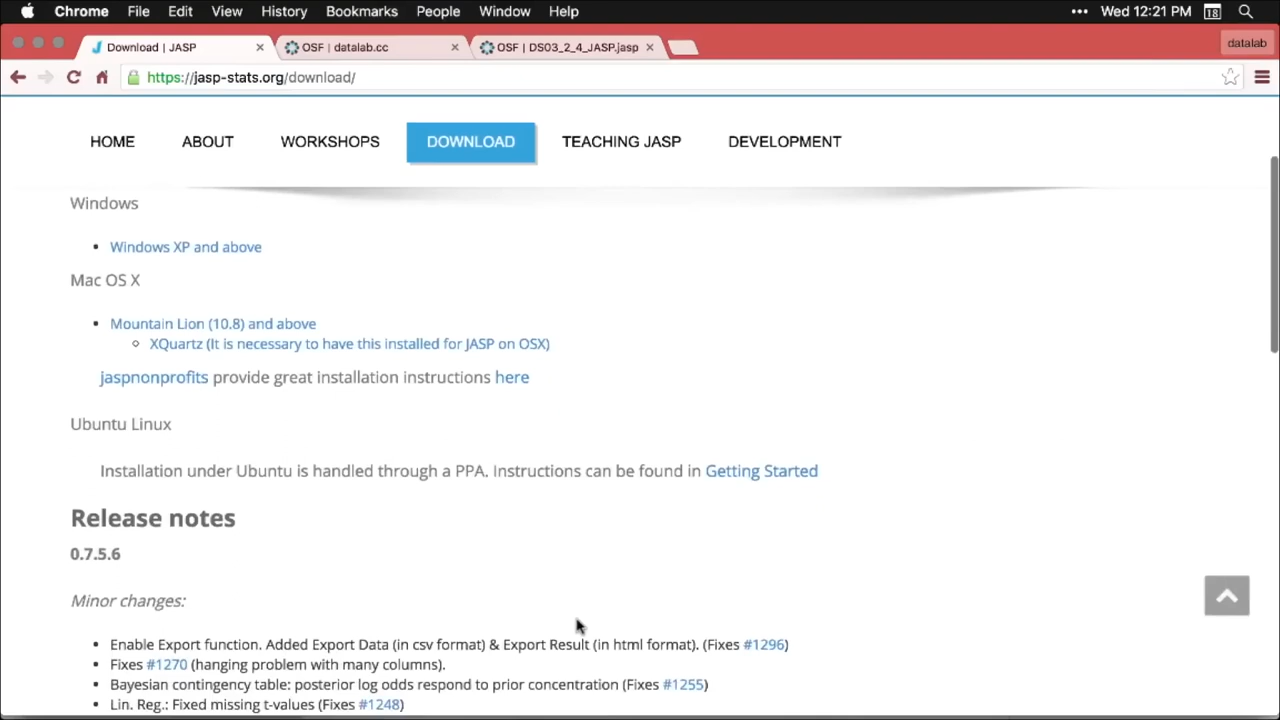 Chrome File Edit View History Bookmarks People Window Help ••• Wed 12:21 PM 18
Download | JASP × OSF | datalab.cc × OSF | DS03_2_4_JASP.jasp × datalab
https://jasp-stats.org/download/
HOME ABOUT WORKSHOPS DOWNLOAD TEACHING JASP DEVELOPMENT
Windows
• Windows XP and above
Mac OS X
• Mountain Lion (10.8) and above
○ XQuartz (It is necessary to have this installed for JASP on OSX)
jaspnonprofits provide great installation instructions here
Ubuntu Linux
Installation under Ubuntu is handled through a PPA. Instructions can be found in Getting Started
Release notes
0.7.5.6
Minor changes:
• Enable Export function. Added Export Data (in csv format) & Export Result (in html format). (Fixes #1296)
• Fixes #1270 (hanging problem with many columns).
• Bayesian contingency table: posterior log odds respond to prior concentration (Fixes #1255)
• Lin. Reg.: Fixed missing t-values (Fixes #1248)